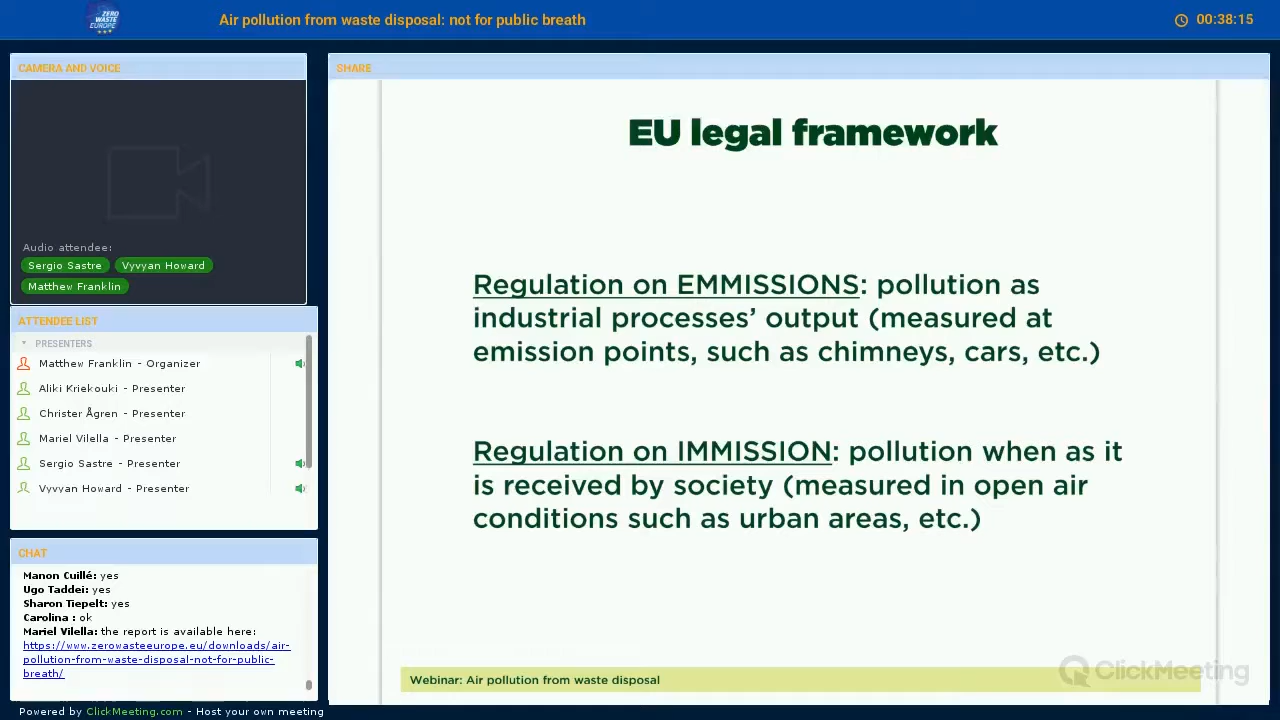 ZERO WASTE EUROPE
Air pollution from waste disposal: not for public breath
00:38:15
CAMERA AND VOICE
Audio attendee:
Sergio Sastre
Vyvyan Howard
Matthew Franklin
ATTENDEE LIST
PRESENTERS
Matthew Franklin - Organizer
Aliki Kriekouki - Presenter
Christer Ågren - Presenter
Mariel Vilella - Presenter
Sergio Sastre - Presenter
Vyvyan Howard - Presenter
CHAT
Manon Cuillé: yes
Ugo Taddei: yes
Sharon Tiepelt: yes
Carolina : ok
Mariel Vilella: the report is available here:
https://www.zerowasteeurope.eu/downloads/air-
pollution-from-waste-disposal-not-for-public-
breath/
Powered by ClickMeeting.com - Host your own meeting
SHARE
EU legal framework
Regulation on EMMISSIONS: pollution as
industrial processes’ output (measured at
emission points, such as chimneys, cars, etc.)
Regulation on IMMISSION: pollution when as it
is received by society (measured in open air
conditions such as urban areas, etc.)
Webinar: Air pollution from waste disposal
ClickMeeting